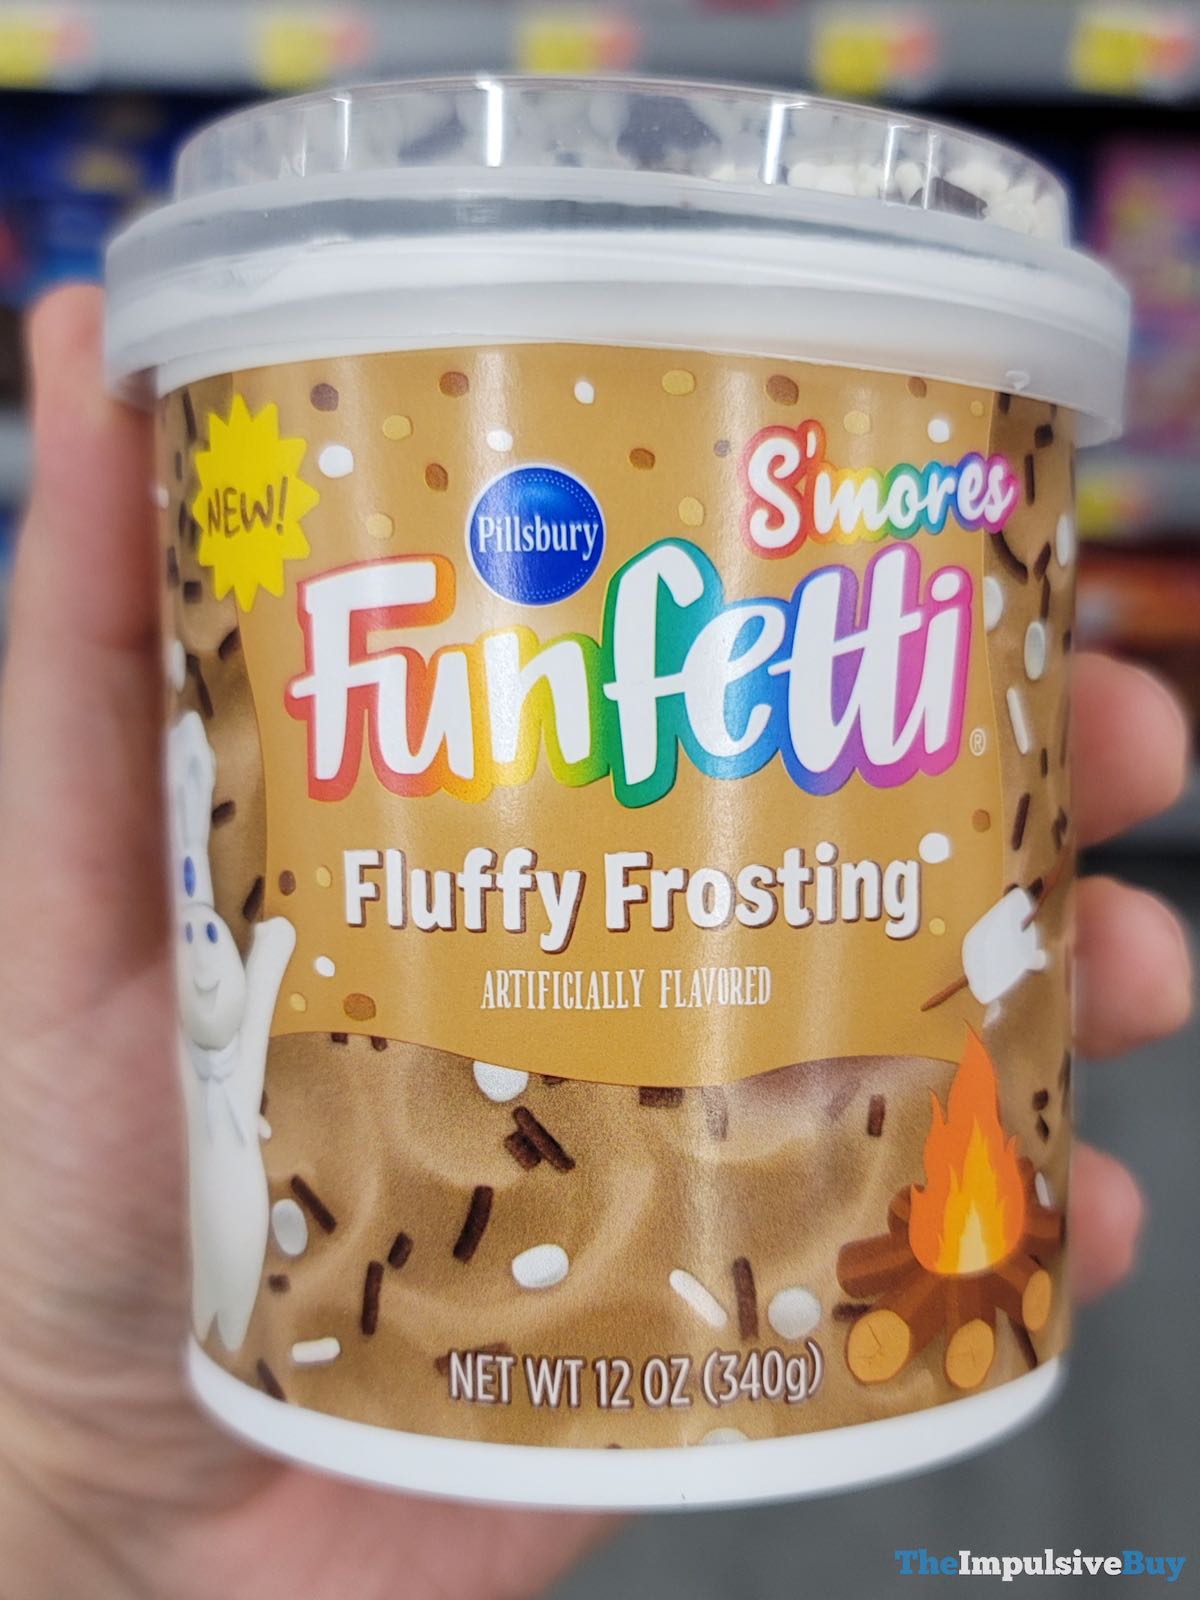 NEW!
Pillsbury
S'mores
Funfetti®
Fluffy Frosting
ARTIFICIALLY FLAVORED
NET WT 12 OZ (340g)
TheImpulsiveBuy